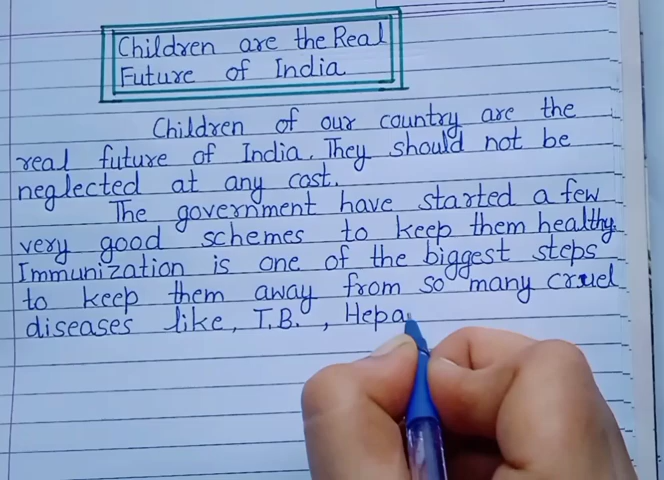 Children are the Real
Future of India
Children of our country are the
real future of India. They should not be
neglected at any cost.
The government have started a few
very good schemes to keep them healthy.
Immunization is one of the biggest steps
to keep them away from so many cruel
diseases like, T.B. , Hepa